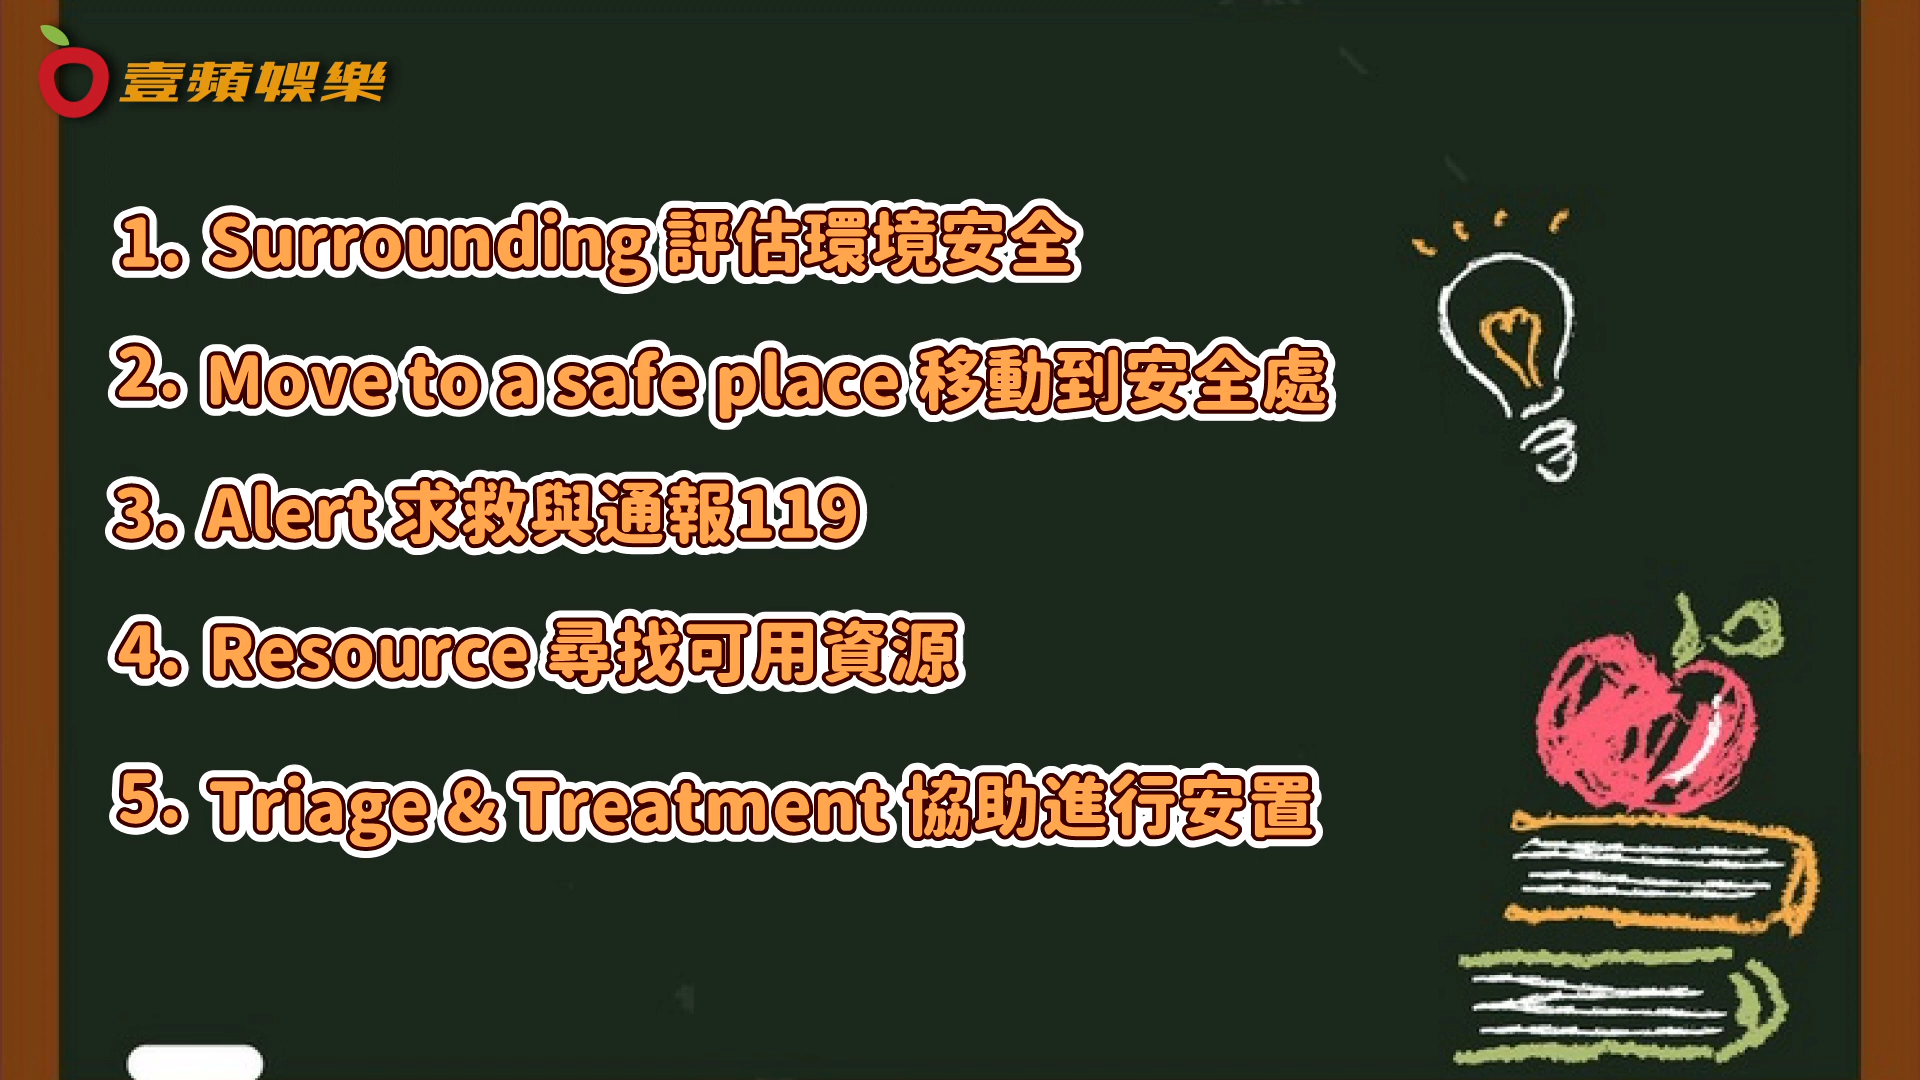 壹蘋娛樂
1. Surrounding 評估環境安全
2. Move to a safe place 移動到安全處
3. Alert 求救與通報119
4. Resource 尋找可用資源
5. Triage & Treatment 協助進行安置